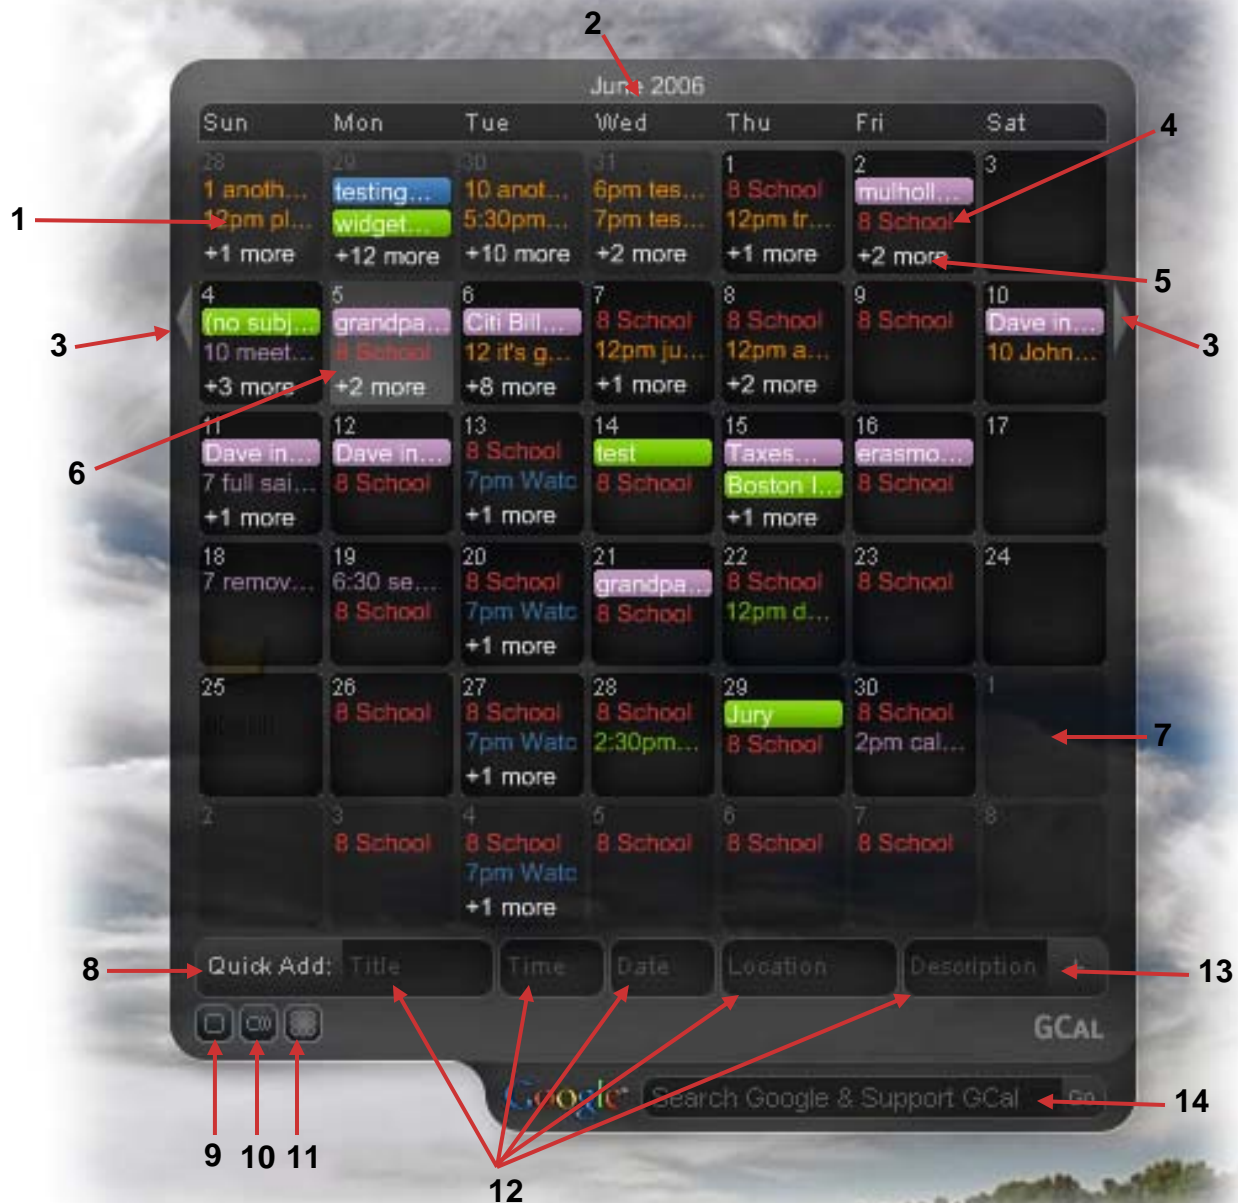 2
June 2006
Sun Mon Tue Wed Thu Fri Sat
4
28 29 30 31 1 2 3
1 anoth... testing... 10 anot... 6pm tes... 8 School mulholl...
1 12pm pl... widget... 5:30pm... 7pm tes... 12pm tr... 8 School
+1 more +12 more +10 more +2 more +1 more +2 more
5
4 5 6 7 8 9 10
(no subj... grandpa... Citi Bill... 8 School 8 School 8 School Dave in...
3 10 meet... 8 School 12 it's g... 12pm ju... 12pm a... 10 John... 3
+3 more +2 more +8 more +1 more +2 more
11 12 13 14 15 16 17
Dave in... Dave in... 8 School test Taxes... erasmo...
6 7 full sai... 8 School 7pm Watc 8 School Boston I... 8 School
+1 more +1 more +1 more
18 19 20 21 22 23 24
7 remov... 6:30 se... 8 School grandpa... 8 School 8 School
8 School 7pm Watc 8 School 12pm d...
+1 more
25 26 27 28 29 30 1
8 School 8 School 8 School Jury 8 School
7pm Watc 2:30pm... 8 School 2pm cal... 7
+1 more
2 3 4 5 6 7 8
8 School 8 School 8 School 8 School 8 School
7pm Watc
+1 more
8 Quick Add: Title Time Date Location Description + 13
GCAL
Google Search Google & Support GCal Go 14
9 10 11
12